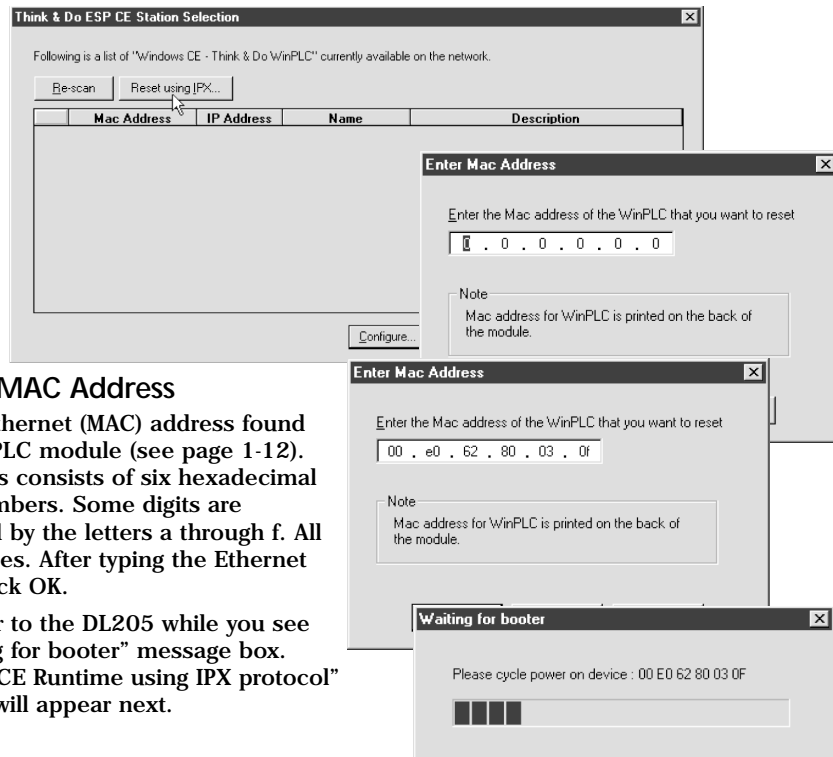 Think & Do ESP CE Station Selection
Following is a list of "Windows CE - Think & Do WinPLC" currently available on the network.
Re-scan
Reset using IPX...
Mac Address IP Address Name Description
Configure...
Enter Mac Address
Enter the Mac address of the WinPLC that you want to reset
0 . 0 . 0 . 0 . 0 . 0
Note
Mac address for WinPLC is printed on the back of
the module.
MAC Address
hernet (MAC) address found
PLC module (see page 1-12).
s consists of six hexadecimal
mbers. Some digits are
l by the letters a through f. All
es. After typing the Ethernet
ck OK.
r to the DL205 while you see
g for booter" message box.
CE Runtime using IPX protocol"
will appear next.
Enter Mac Address
Enter the Mac address of the WinPLC that you want to reset
00 . e0 . 62 . 80 . 03 . 0f
Note
Mac address for WinPLC is printed on the back of
the module.
Waiting for booter
Please cycle power on device : 00 E0 62 80 03 0F